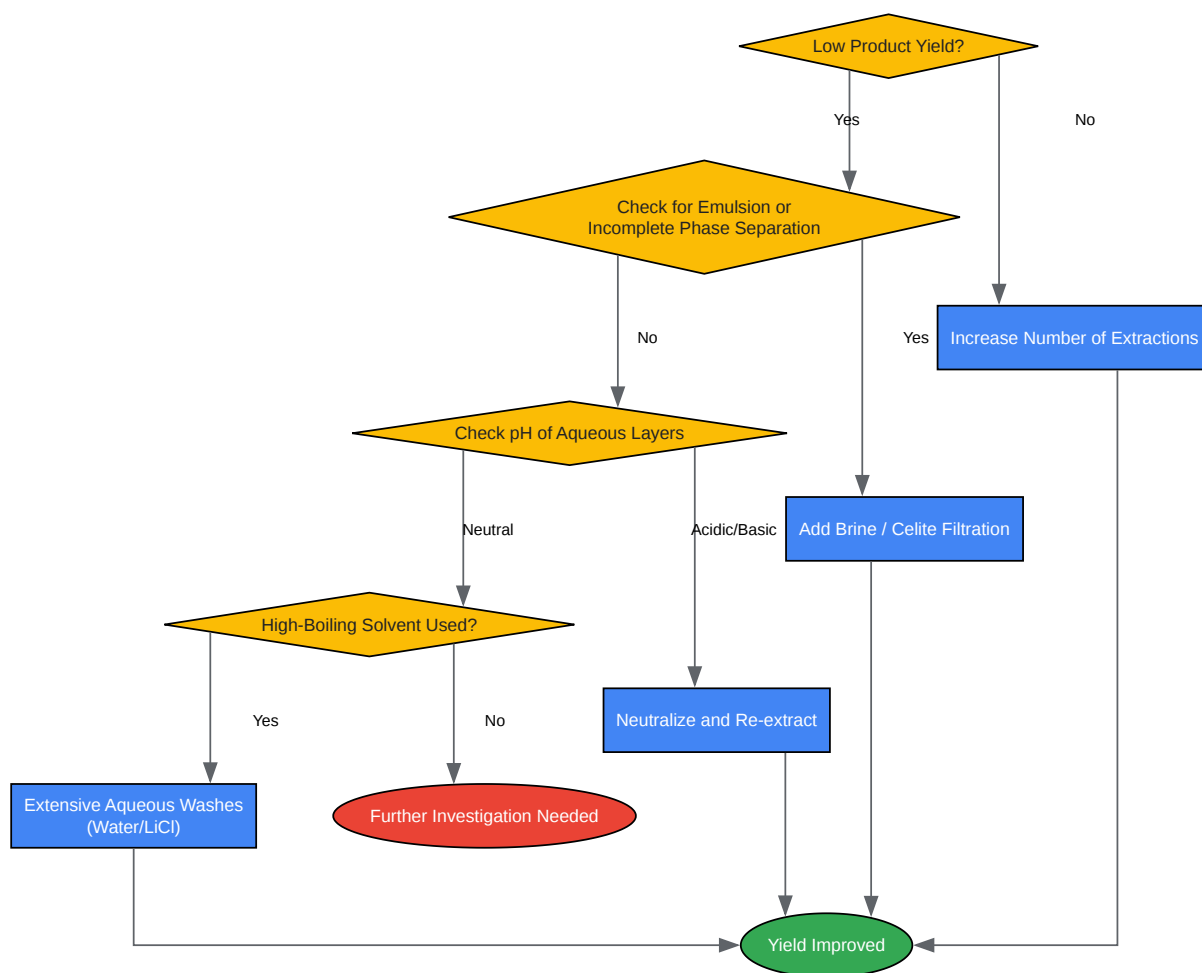 Low Product Yield?
Yes
No
Check for Emulsion or
Incomplete Phase Separation
No
Yes
Increase Number of Extractions
Check pH of Aqueous Layers
Neutral
Acidic/Basic
Add Brine / Celite Filtration
High-Boiling Solvent Used?
Yes
No
Neutralize and Re-extract
Extensive Aqueous Washes
(Water/LiCl)
Further Investigation Needed
Yield Improved